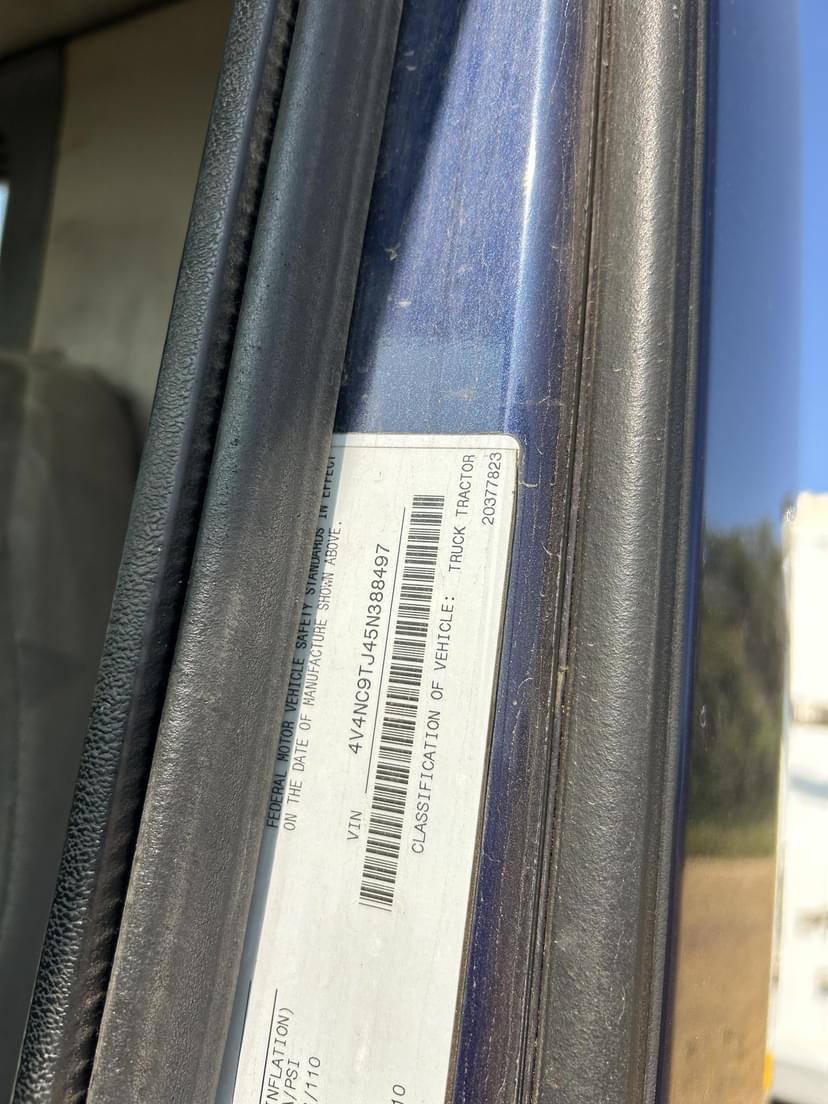 FEDERAL MOTOR VEHICLE SAFETY STANDARDS IN EFFECT
ON THE DATE OF MANUFACTURE SHOWN ABOVE.
VIN 4V4NC9TJ45N388497
CLASSIFICATION OF VEHICLE: TRUCK TRACTOR
20377823
NFLATION)
/PSI
/110
10